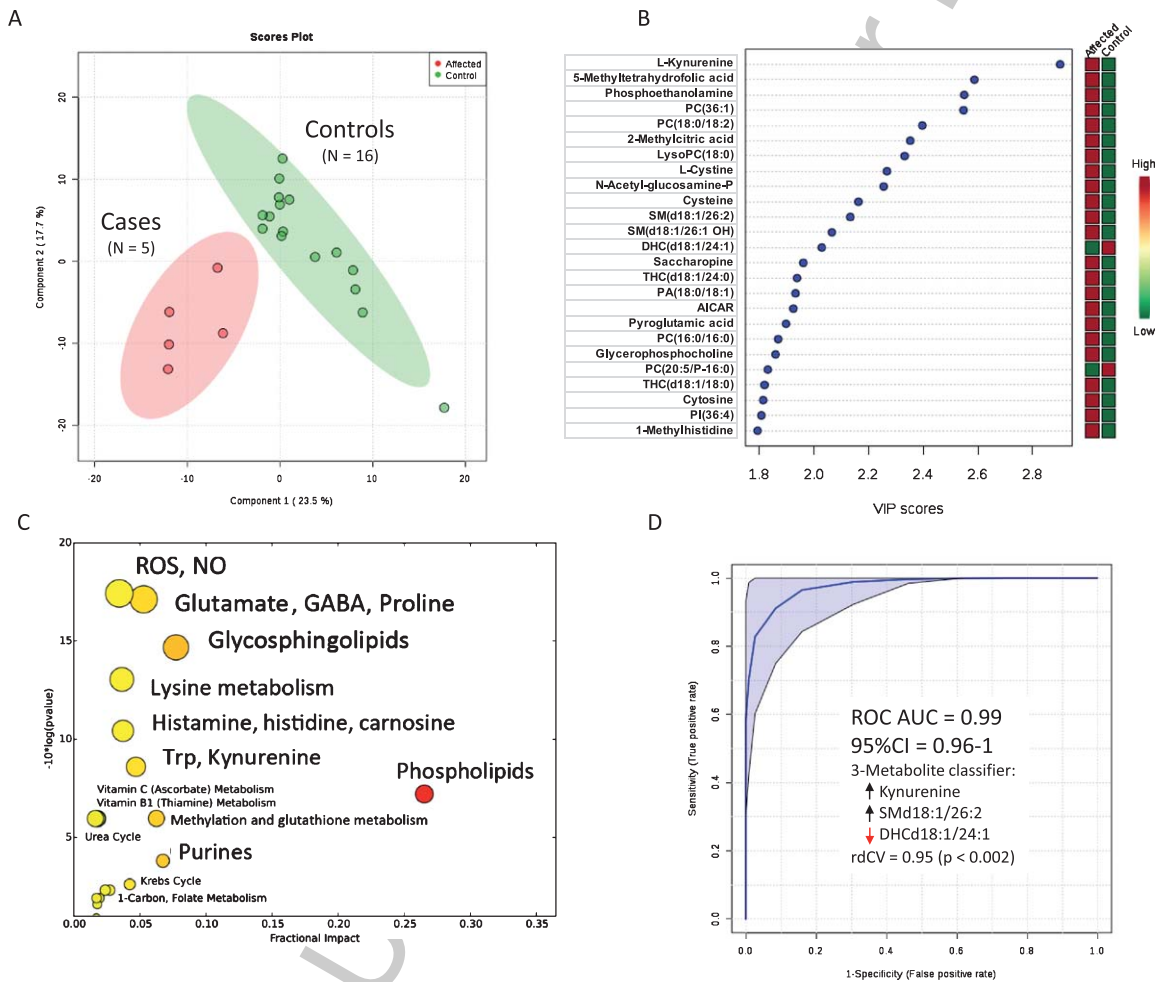 A
Scores Plot
Affected
Control
Controls
(N = 16)
Cases
(N = 5)
Component 2 ( 17.7 %)
20
10
0
-10
-20
-20
-10
0
10
20
Component 1 ( 23.5 %)
B
Affected
Control
L-Kynurenine
5-Methyltetrahydrofolic acid
Phosphoethanolamine
PC(36:1)
PC(18:0/18:2)
2-Methylcitric acid
LysoPC(18:0)
L-Cystine
N-Acetyl-glucosamine-P
Cysteine
SM(d18:1/26:2)
SM(d18:1/26:1 OH)
DHC(d18:1/24:1)
Saccharopine
THC(d18:1/24:0)
PA(18:0/18:1)
AICAR
Pyroglutamic acid
PC(16:0/16:0)
Glycerophosphocholine
PC(20:5/P-16:0)
THC(d18:1/18:0)
Cytosine
PI(36:4)
1-Methylhistidine
High
Low
1.8
2.0
2.2
2.4
2.6
2.8
VIP scores
C
-10*log(pvalue)
20
15
10
5
ROS, NO
Glutamate, GABA, Proline
Glycosphingolipids
Lysine metabolism
Histamine, histidine, carnosine
Trp, Kynurenine
Phospholipids
Vitamin C (Ascorbate) Metabolism
Vitamin B1 (Thiamine) Metabolism
Methylation and glutathione metabolism
Urea Cycle
Purines
Krebs Cycle
1-Carbon, Folate Metabolism
0.00
0.05
0.10
0.15
0.20
0.25
0.30
0.35
Fractional Impact
D
Sensitivity (True positive rate)
1.0
0.8
0.6
0.4
0.2
0.0
ROC AUC = 0.99
95%CI = 0.96-1
3-Metabolite classifier:
Kynurenine
SMd18:1/26:2
DHCd18:1/24:1
rdCV = 0.95 (p < 0.002)
0.0
0.2
0.4
0.6
0.8
1.0
1-Specificity (False positive rate)